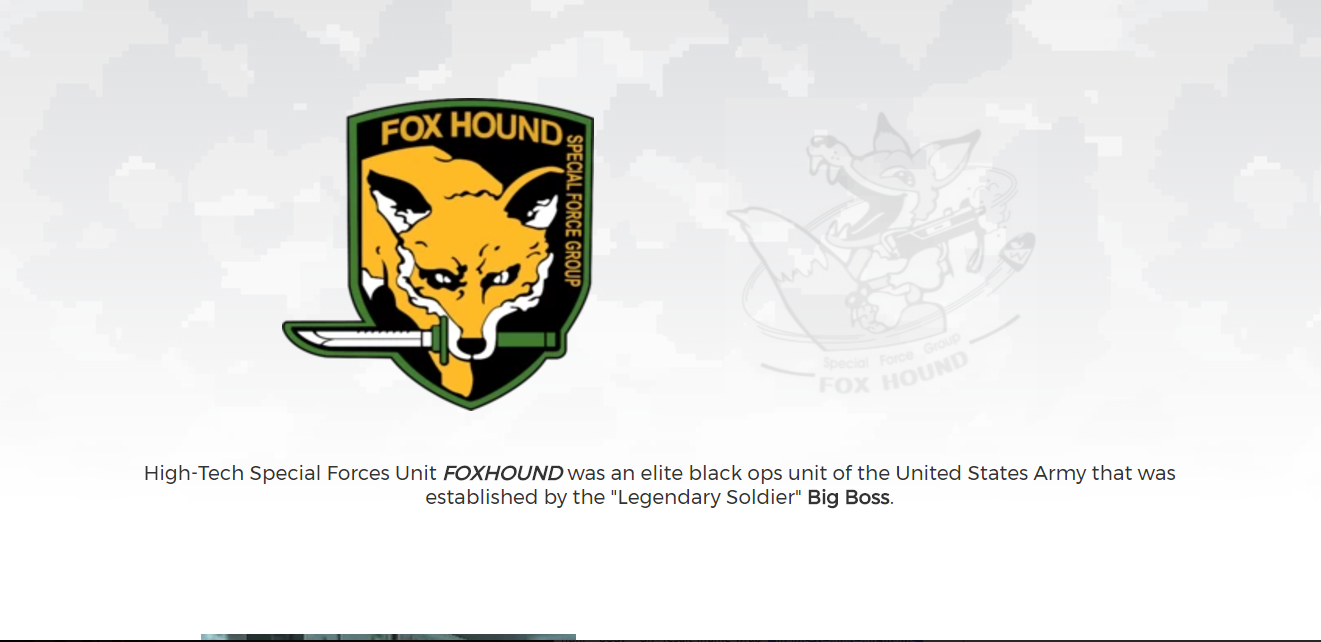 FOX HOUND
SPECIAL FORCE GROUP
Special Force Group
FOX HOUND
High-Tech Special Forces Unit FOXHOUND was an elite black ops unit of the United States Army that was
established by the "Legendary Soldier" Big Boss.